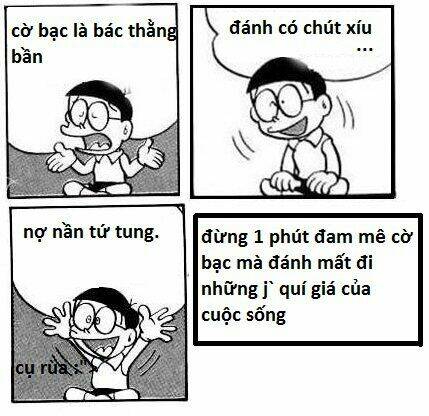 cờ bạc là bác thằng
bần
đánh có chút xíu
...
nợ nần tứ tung.
cụ rùa :")
đừng 1 phút đam mê cờ
bạc mà đánh mất đi
những j` quí giá của
cuộc sống